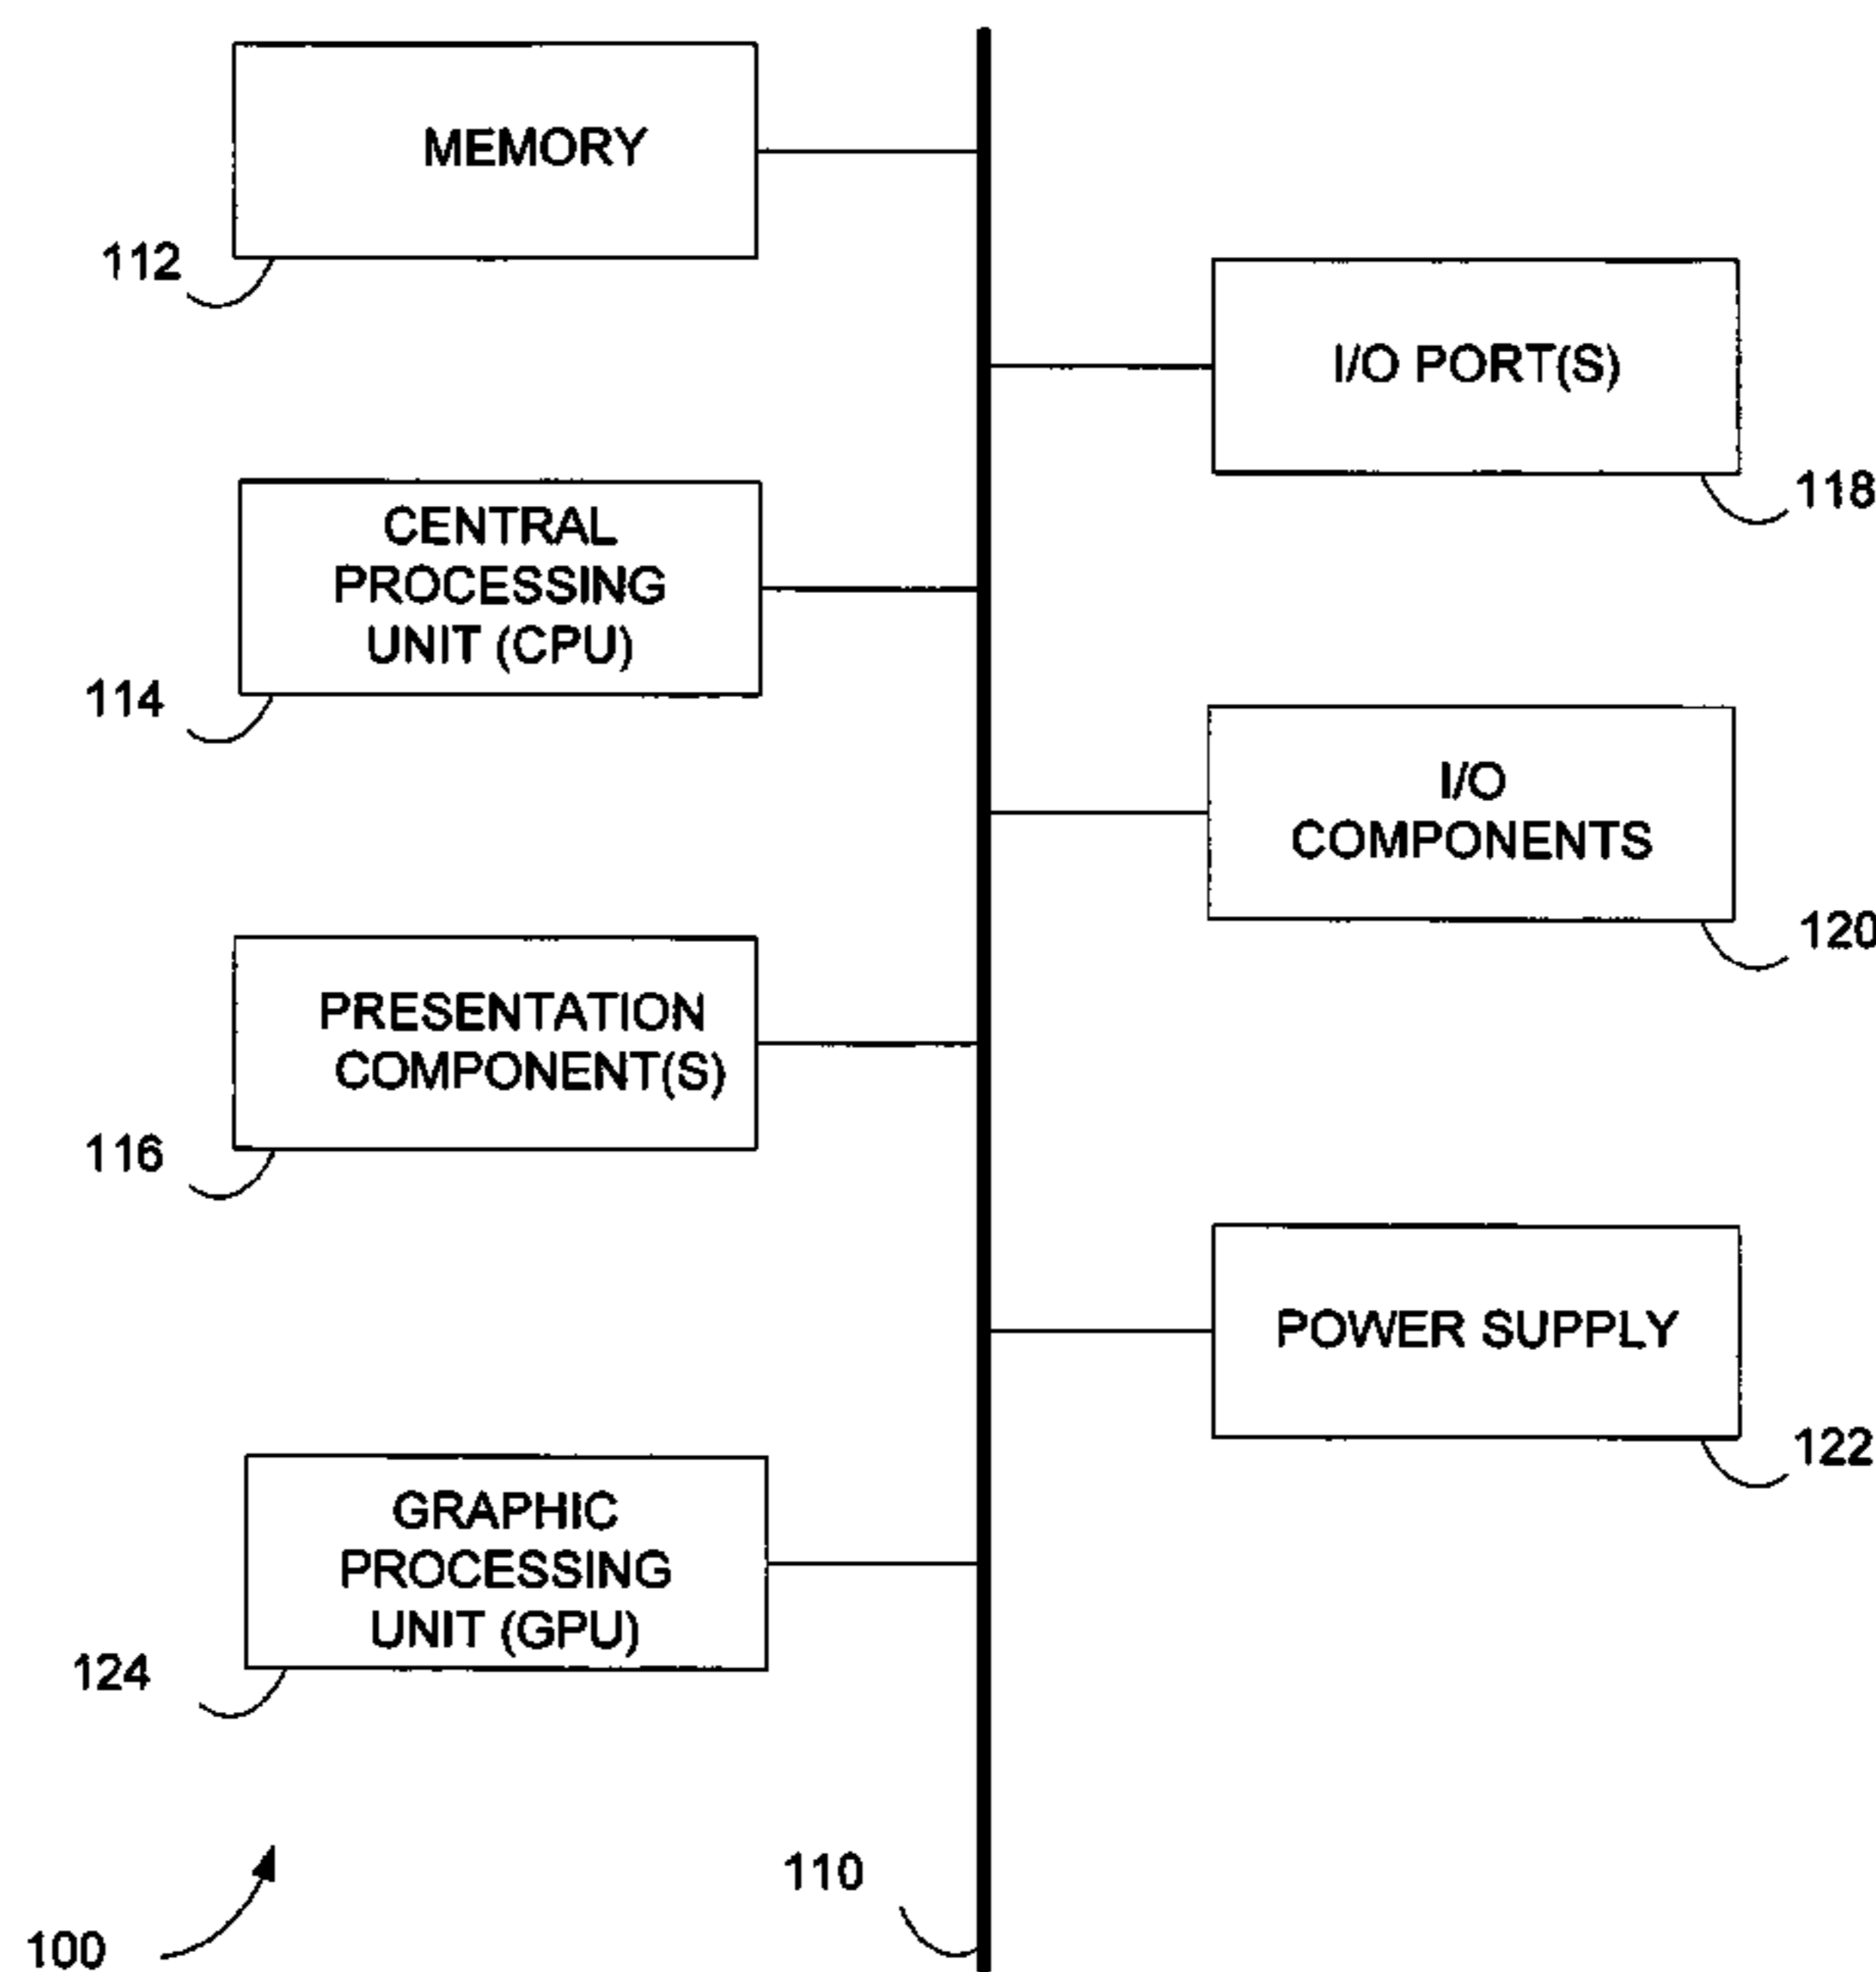 MEMORY
112
I/O PORT(S)
118
CENTRAL
PROCESSING
UNIT (CPU)
114
I/O
COMPONENTS
120
PRESENTATION
COMPONENT(S)
116
POWER SUPPLY
122
GRAPHIC
PROCESSING
UNIT (GPU)
124
110
100